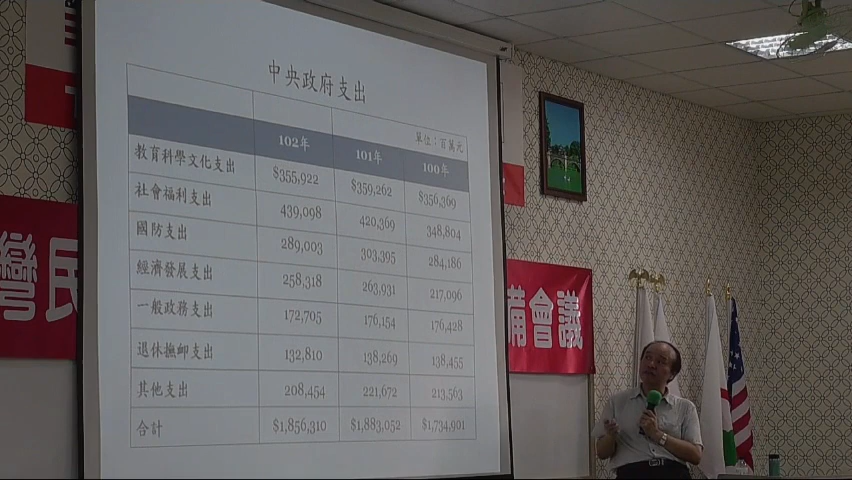 中央政府支出
單位：百萬元
102年 101年 100年
教育科學文化支出 $355,922 $359,262 $356,369
社會福利支出 439,098 420,369 348,804
國防支出 289,003 303,395 284,186
經濟發展支出 258,318 263,931 217,096
一般政務支出 172,705 176,154 176,428
退休撫卹支出 132,810 138,269 138,455
其他支出 208,454 221,672 213,563
合計 $1,856,310 $1,883,052 $1,734,901
灣民
備會議